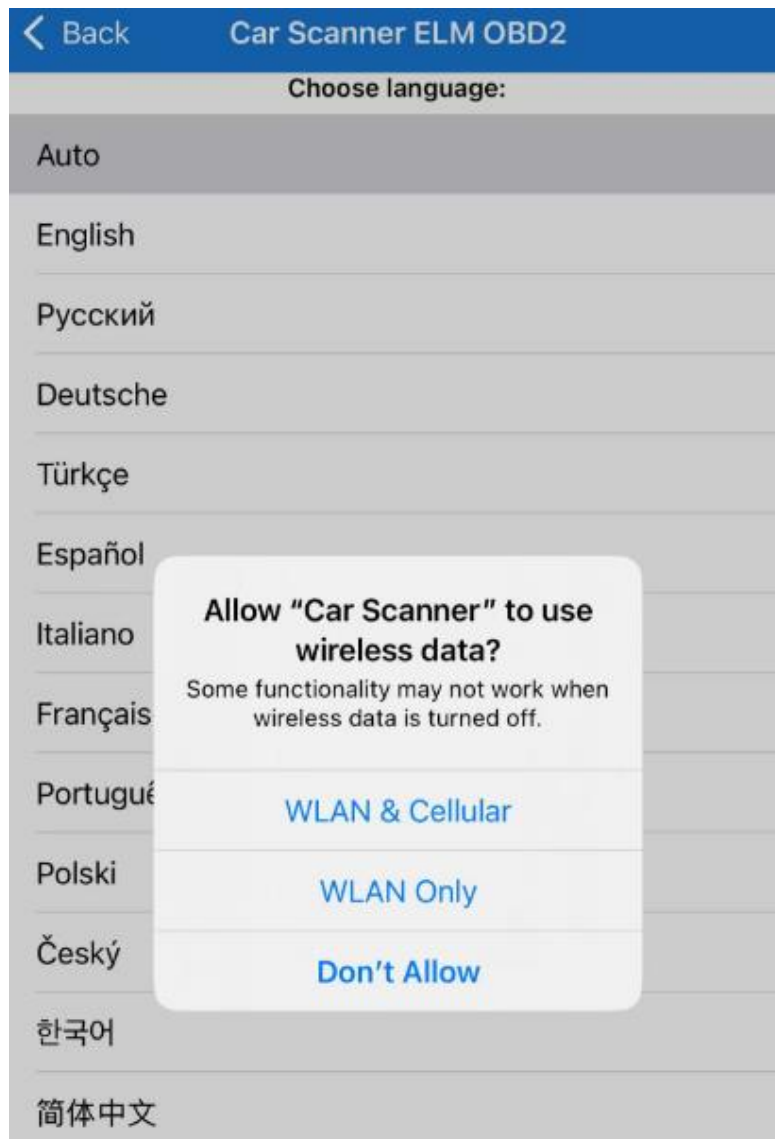 Back
Car Scanner ELM OBD2
Choose language:
Auto
English
Русский
Deutsche
Türkçe
Español
Italiano
Français
Portuguê
Polski
Český
한국어
简体中文
Allow "Car Scanner" to use
wireless data?
Some functionality may not work when
wireless data is turned off.
WLAN & Cellular
WLAN Only
Don't Allow